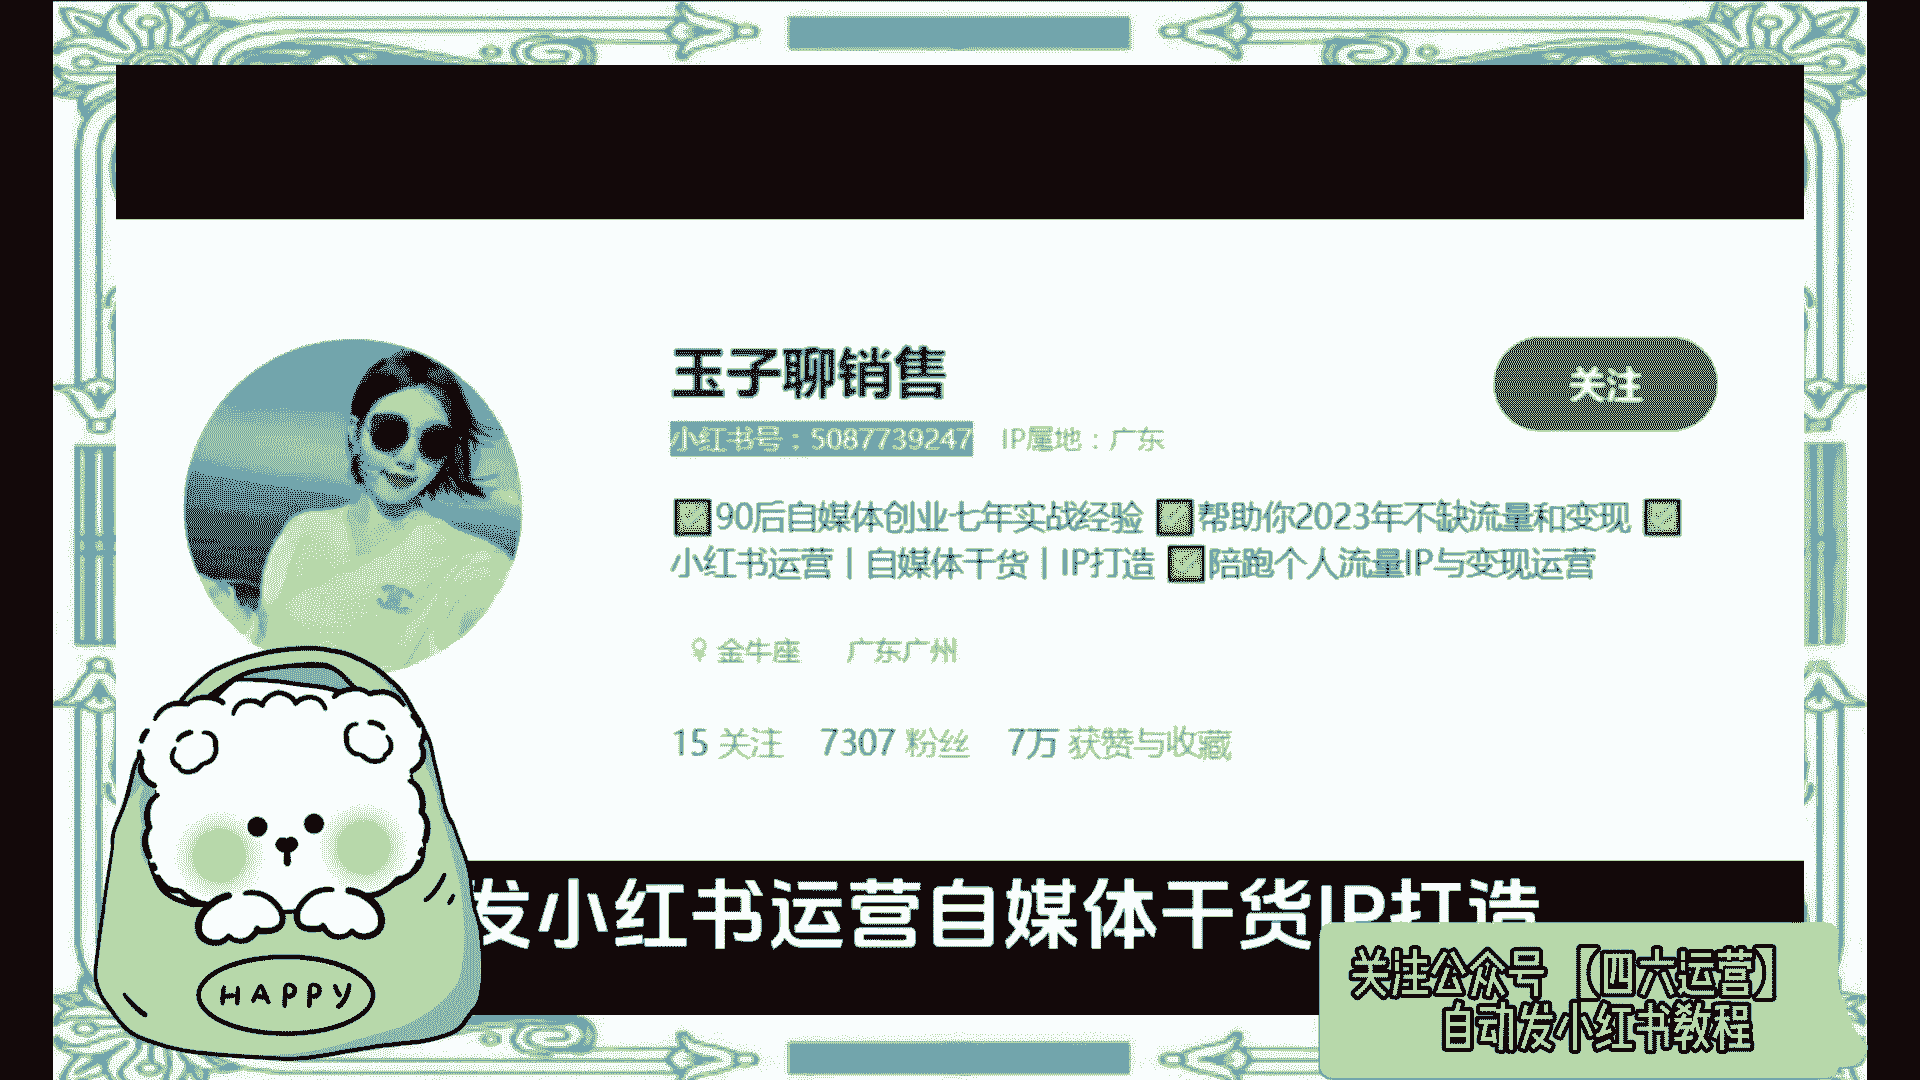 玉子聊销售
关注
小红书号：5087739247 IP属地：广东
✅90后自媒体创业七年实战经验 ✅帮助你2023年不缺流量和变现 ✅
小红书运营丨自媒体干货丨IP打造 ✅陪跑个人流量IP与变现运营
♀ 金牛座 广东广州
15 关注 7307 粉丝 7万 获赞与收藏
发小红书运营自媒体干货IP打造
HAPPY
关注公众号【四六运营】
自动发小红书教程